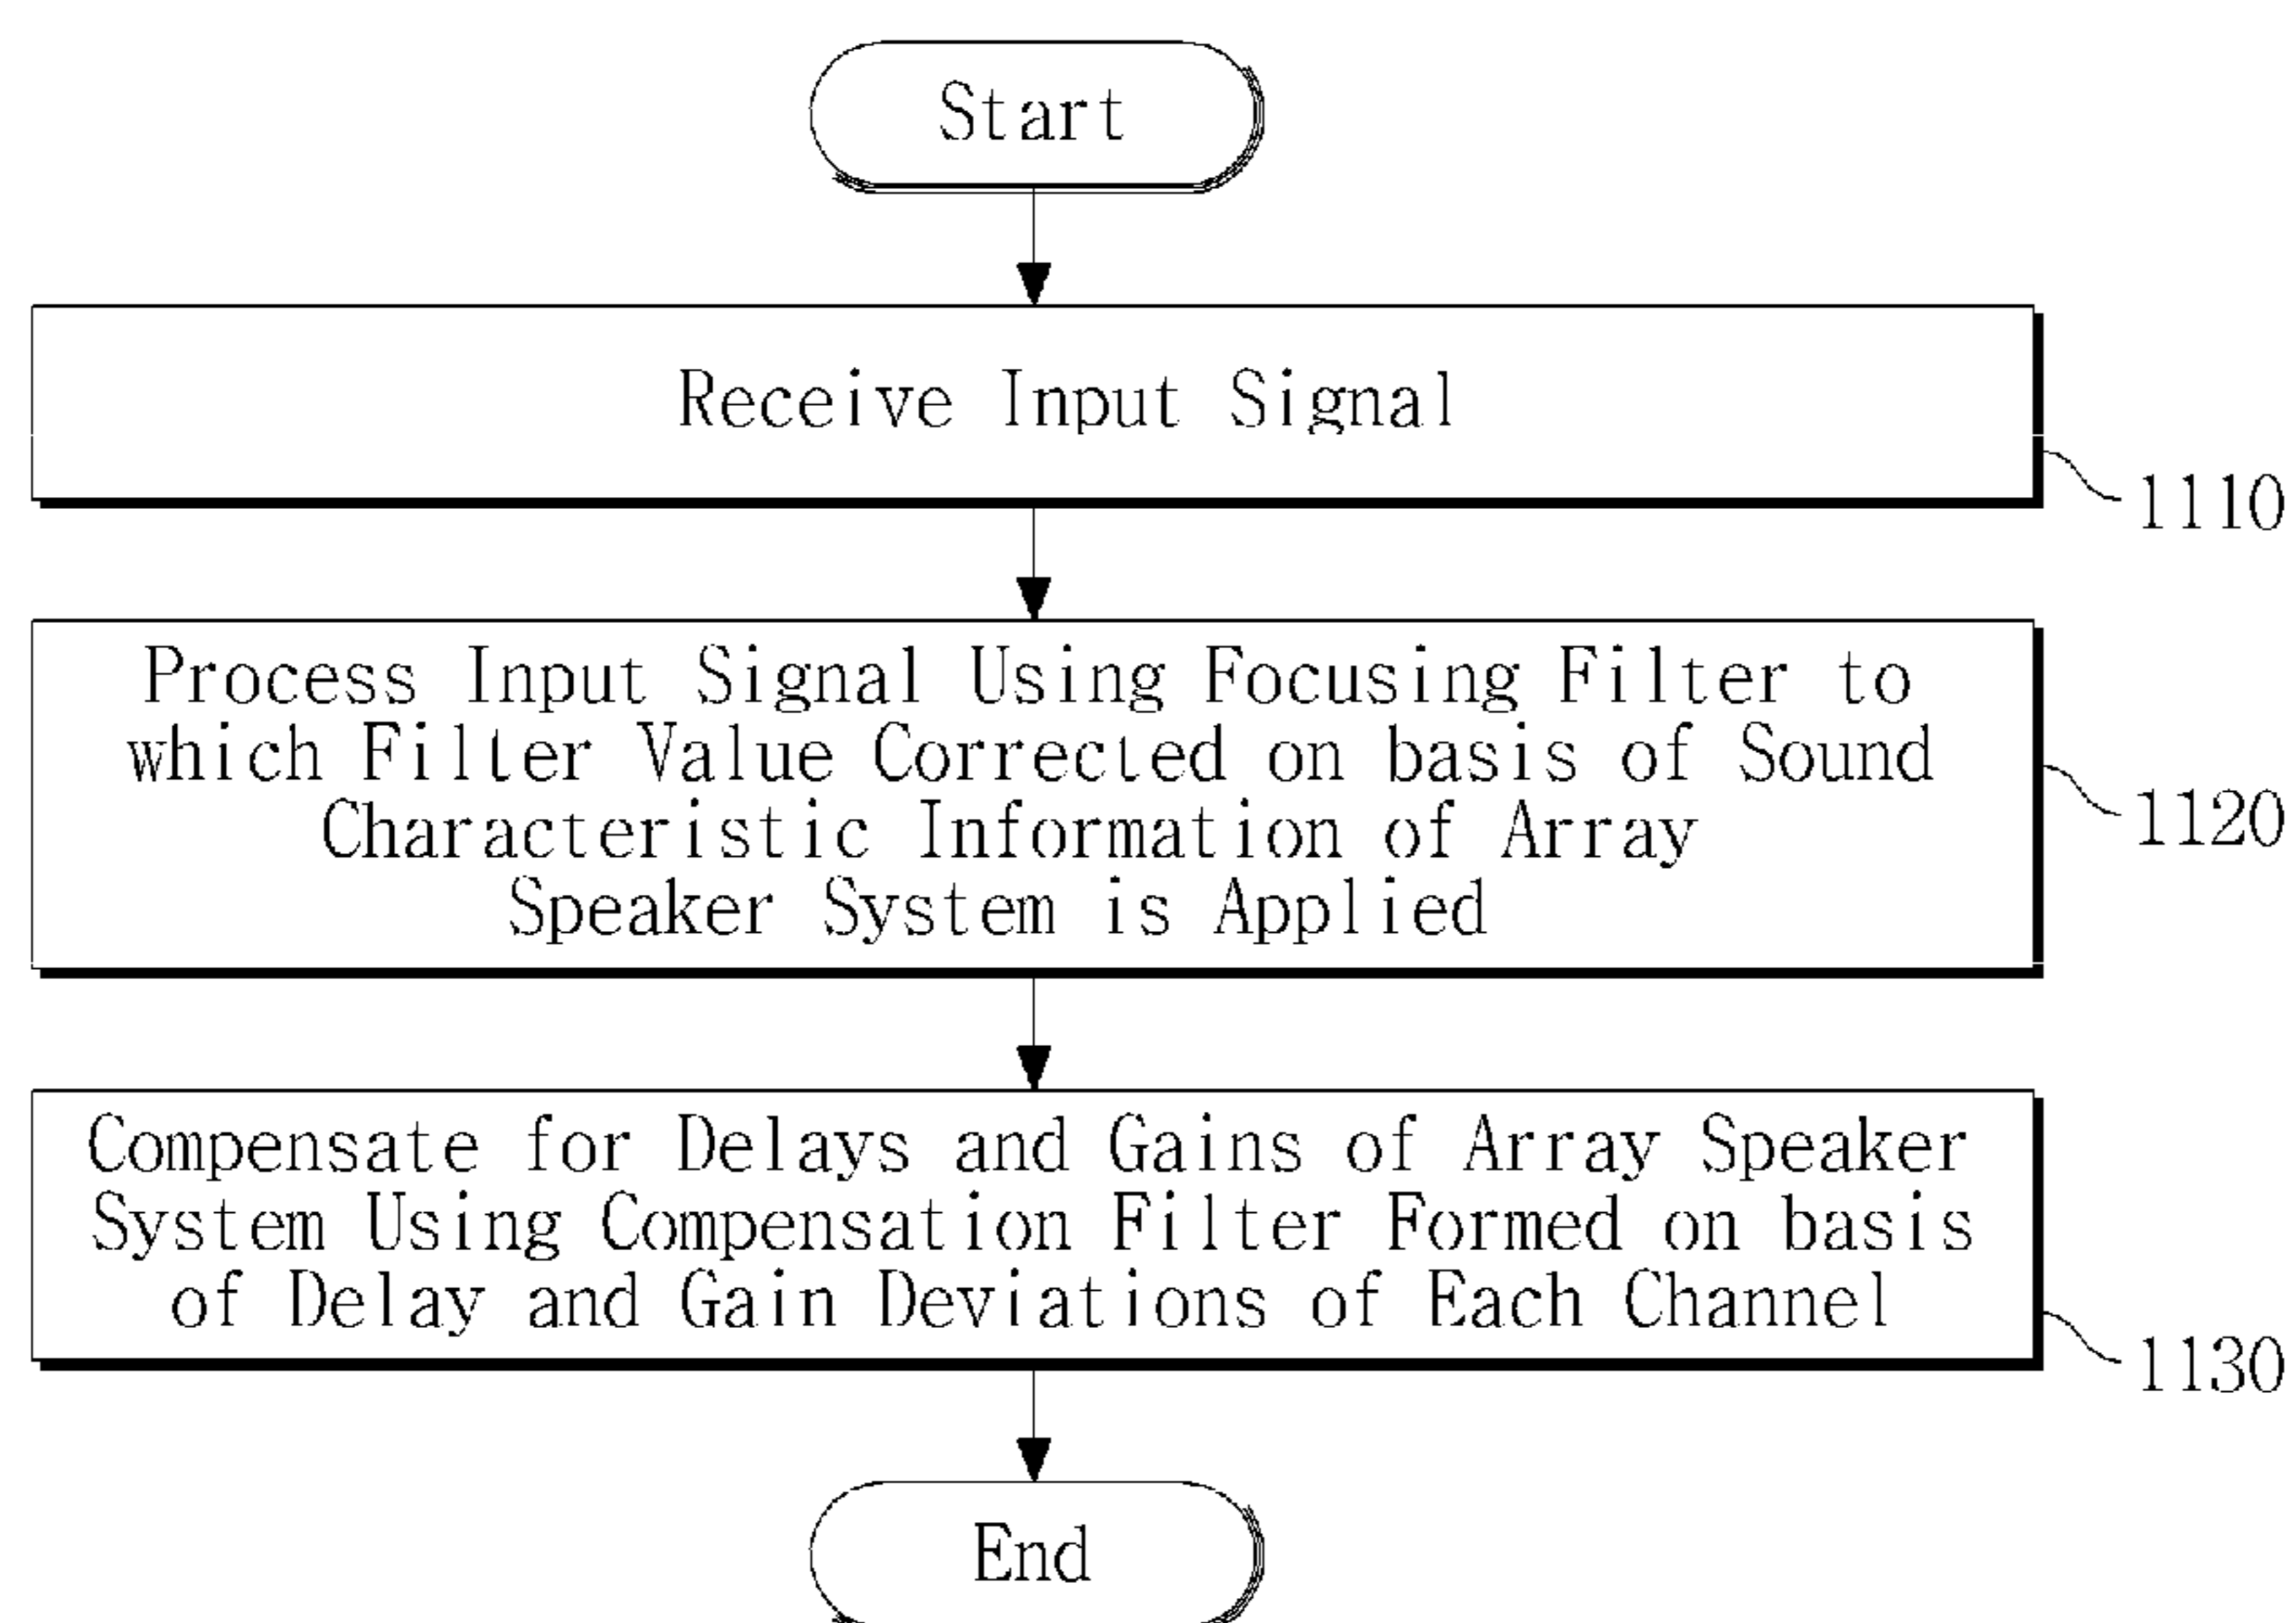 Start
Receive Input Signal
1110
Process Input Signal Using Focusing Filter to
which Filter Value Corrected on basis of Sound
Characteristic Information of Array
Speaker System is Applied
1120
Compensate for Delays and Gains of Array Speaker
System Using Compensation Filter Formed on basis
of Delay and Gain Deviations of Each Channel
1130
End